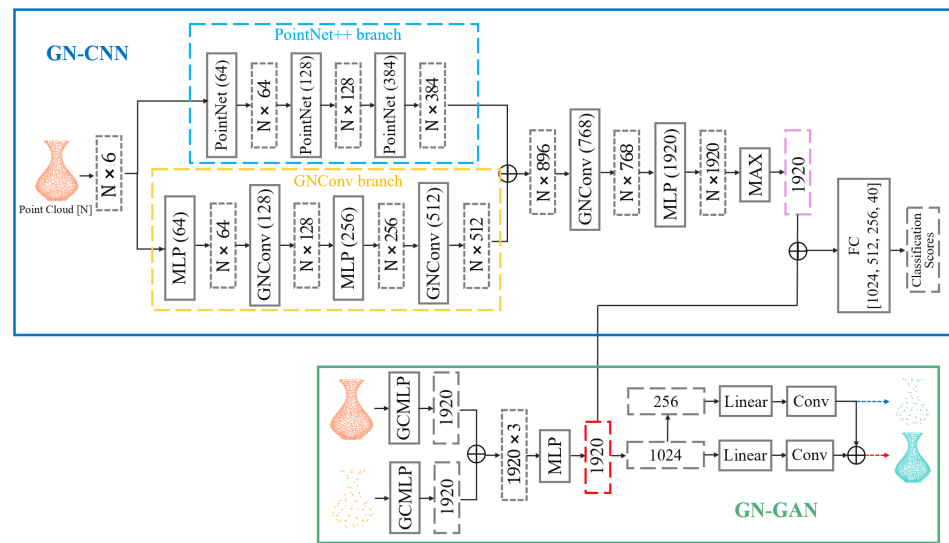 GN-CNN
PointNet++ branch
PointNet (64)
N × 64
PointNet (128)
N × 128
PointNet (384)
N × 384
Point Cloud [N]
N × 6
GNConv branch
MLP (64)
N × 64
GNConv (128)
N × 128
MLP (256)
N × 256
GNConv (512)
N × 512
N × 896
GNConv (768)
N × 768
MLP (1920)
N ×1920
MAX
1920
FC
[1024, 512, 256, 40]
Classification
Scores
GCMLP
1920
GCMLP
1920
1920 × 3
MLP
1920
256
Linear
Conv
1024
Linear
Conv
GN-GAN